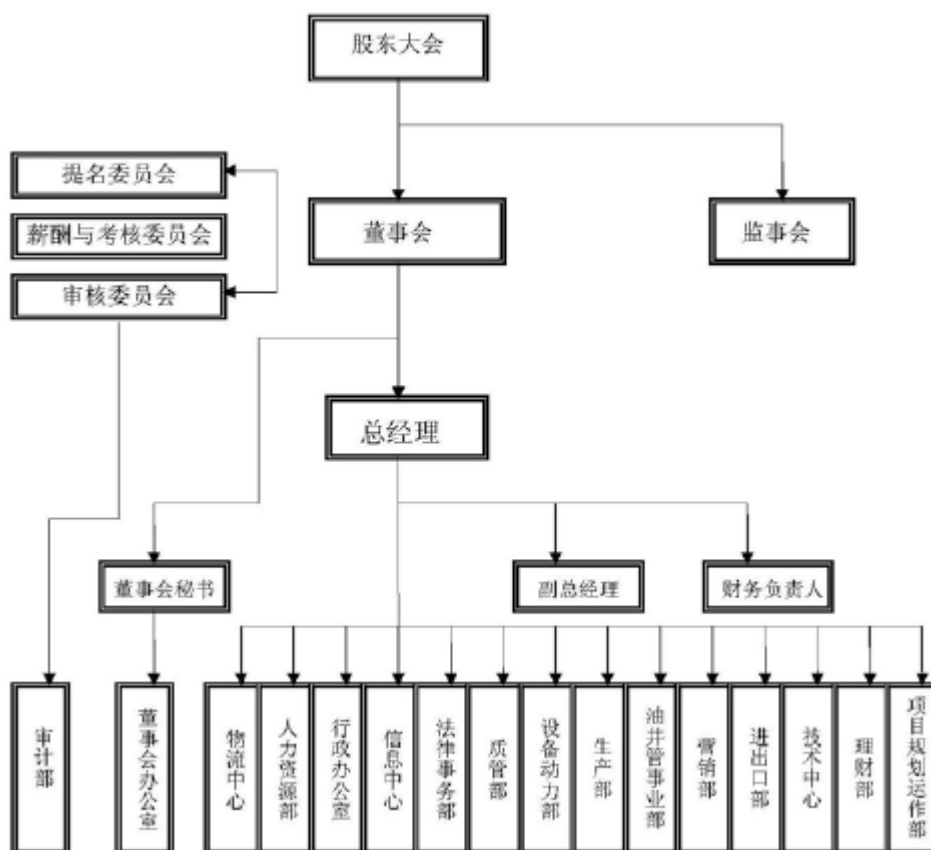 股东大会
提名委员会
董事会
监事会
薪酬与考核委员会
审核委员会
总经理
董事会秘书
副总经理
财务负责人
审计部
董事会办公室
物流中心
人力资源部
行政办公室
信息中心
法律事务部
质管部
设备动力部
生产部
油井管事业部
营销部
进出口部
技术中心
理财部
项目规划运作部